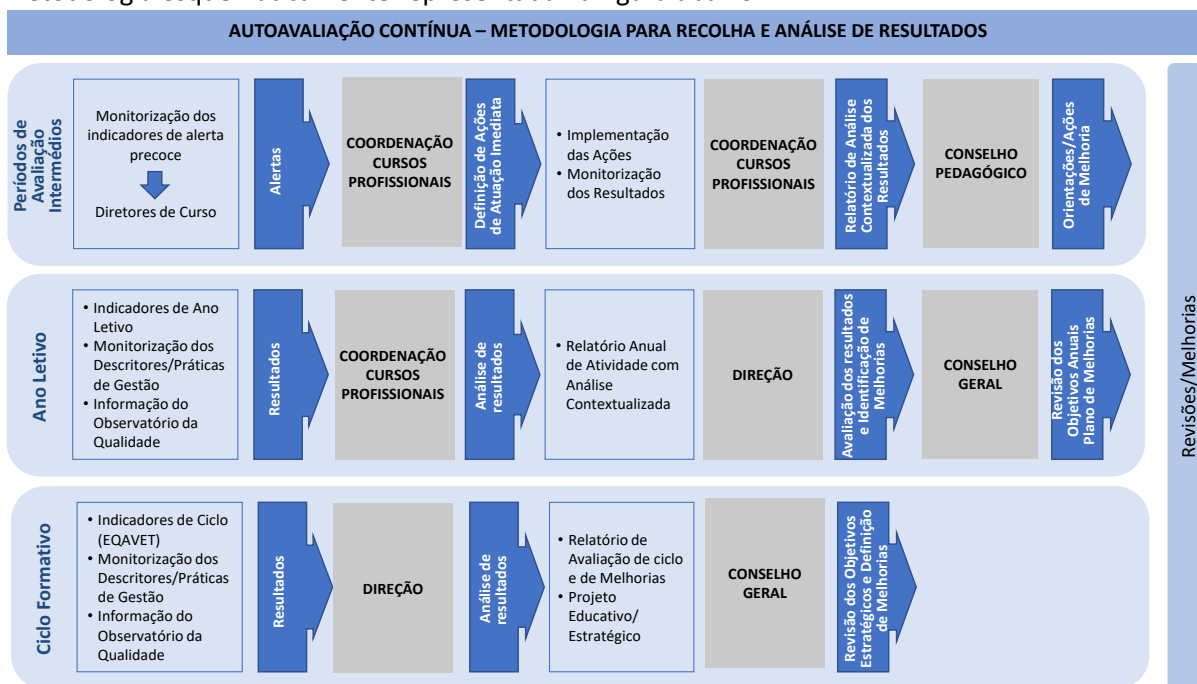 AUTOAVALIAÇÃO CONTÍNUA – METODOLOGIA PARA RECOLHA E ANÁLISE DE RESULTADOS
Períodos de
Avaliação
Intermédios
Monitorização dos
indicadores de alerta
precoce
Diretores de Curso
Alertas
COORDENAÇÃO
CURSOS
PROFISSIONAIS
Definição de Ações
de Atuação Imediata
• Implementação
das Ações
• Monitorização
dos Resultados
COORDENAÇÃO
CURSOS
PROFISSIONAIS
Relatório de Análise
Contextualizada dos
Resultados
CONSELHO
PEDAGÓGICO
Orientações/Ações
de Melhoria
Ano Letivo
• Indicadores de Ano
Letivo
• Monitorização dos
Descritores/Práticas
de Gestão
• Informação do
Observatório da
Qualidade
Resultados
COORDENAÇÃO
CURSOS
PROFISSIONAIS
Análise de
resultados
• Relatório Anual
de Atividade com
Análise
Contextualizada
DIREÇÃO
Avaliação dos resultados
e Identificação de
Melhorias
CONSELHO
GERAL
Revisão dos
Objetivos Anuais
Plano de Melhorias
Ciclo Formativo
• Indicadores de Ciclo
(EQAVET)
• Monitorização dos
Descritores/Práticas
de Gestão
• Informação do
Observatório da
Qualidade
Resultados
DIREÇÃO
Análise de
resultados
• Relatório de
Avaliação de ciclo
e de Melhorias
• Projeto
Educativo/
Estratégico
CONSELHO
GERAL
Revisão dos Objetivos
Estratégicos e Definição
de Melhorias
Revisões/Melhorias